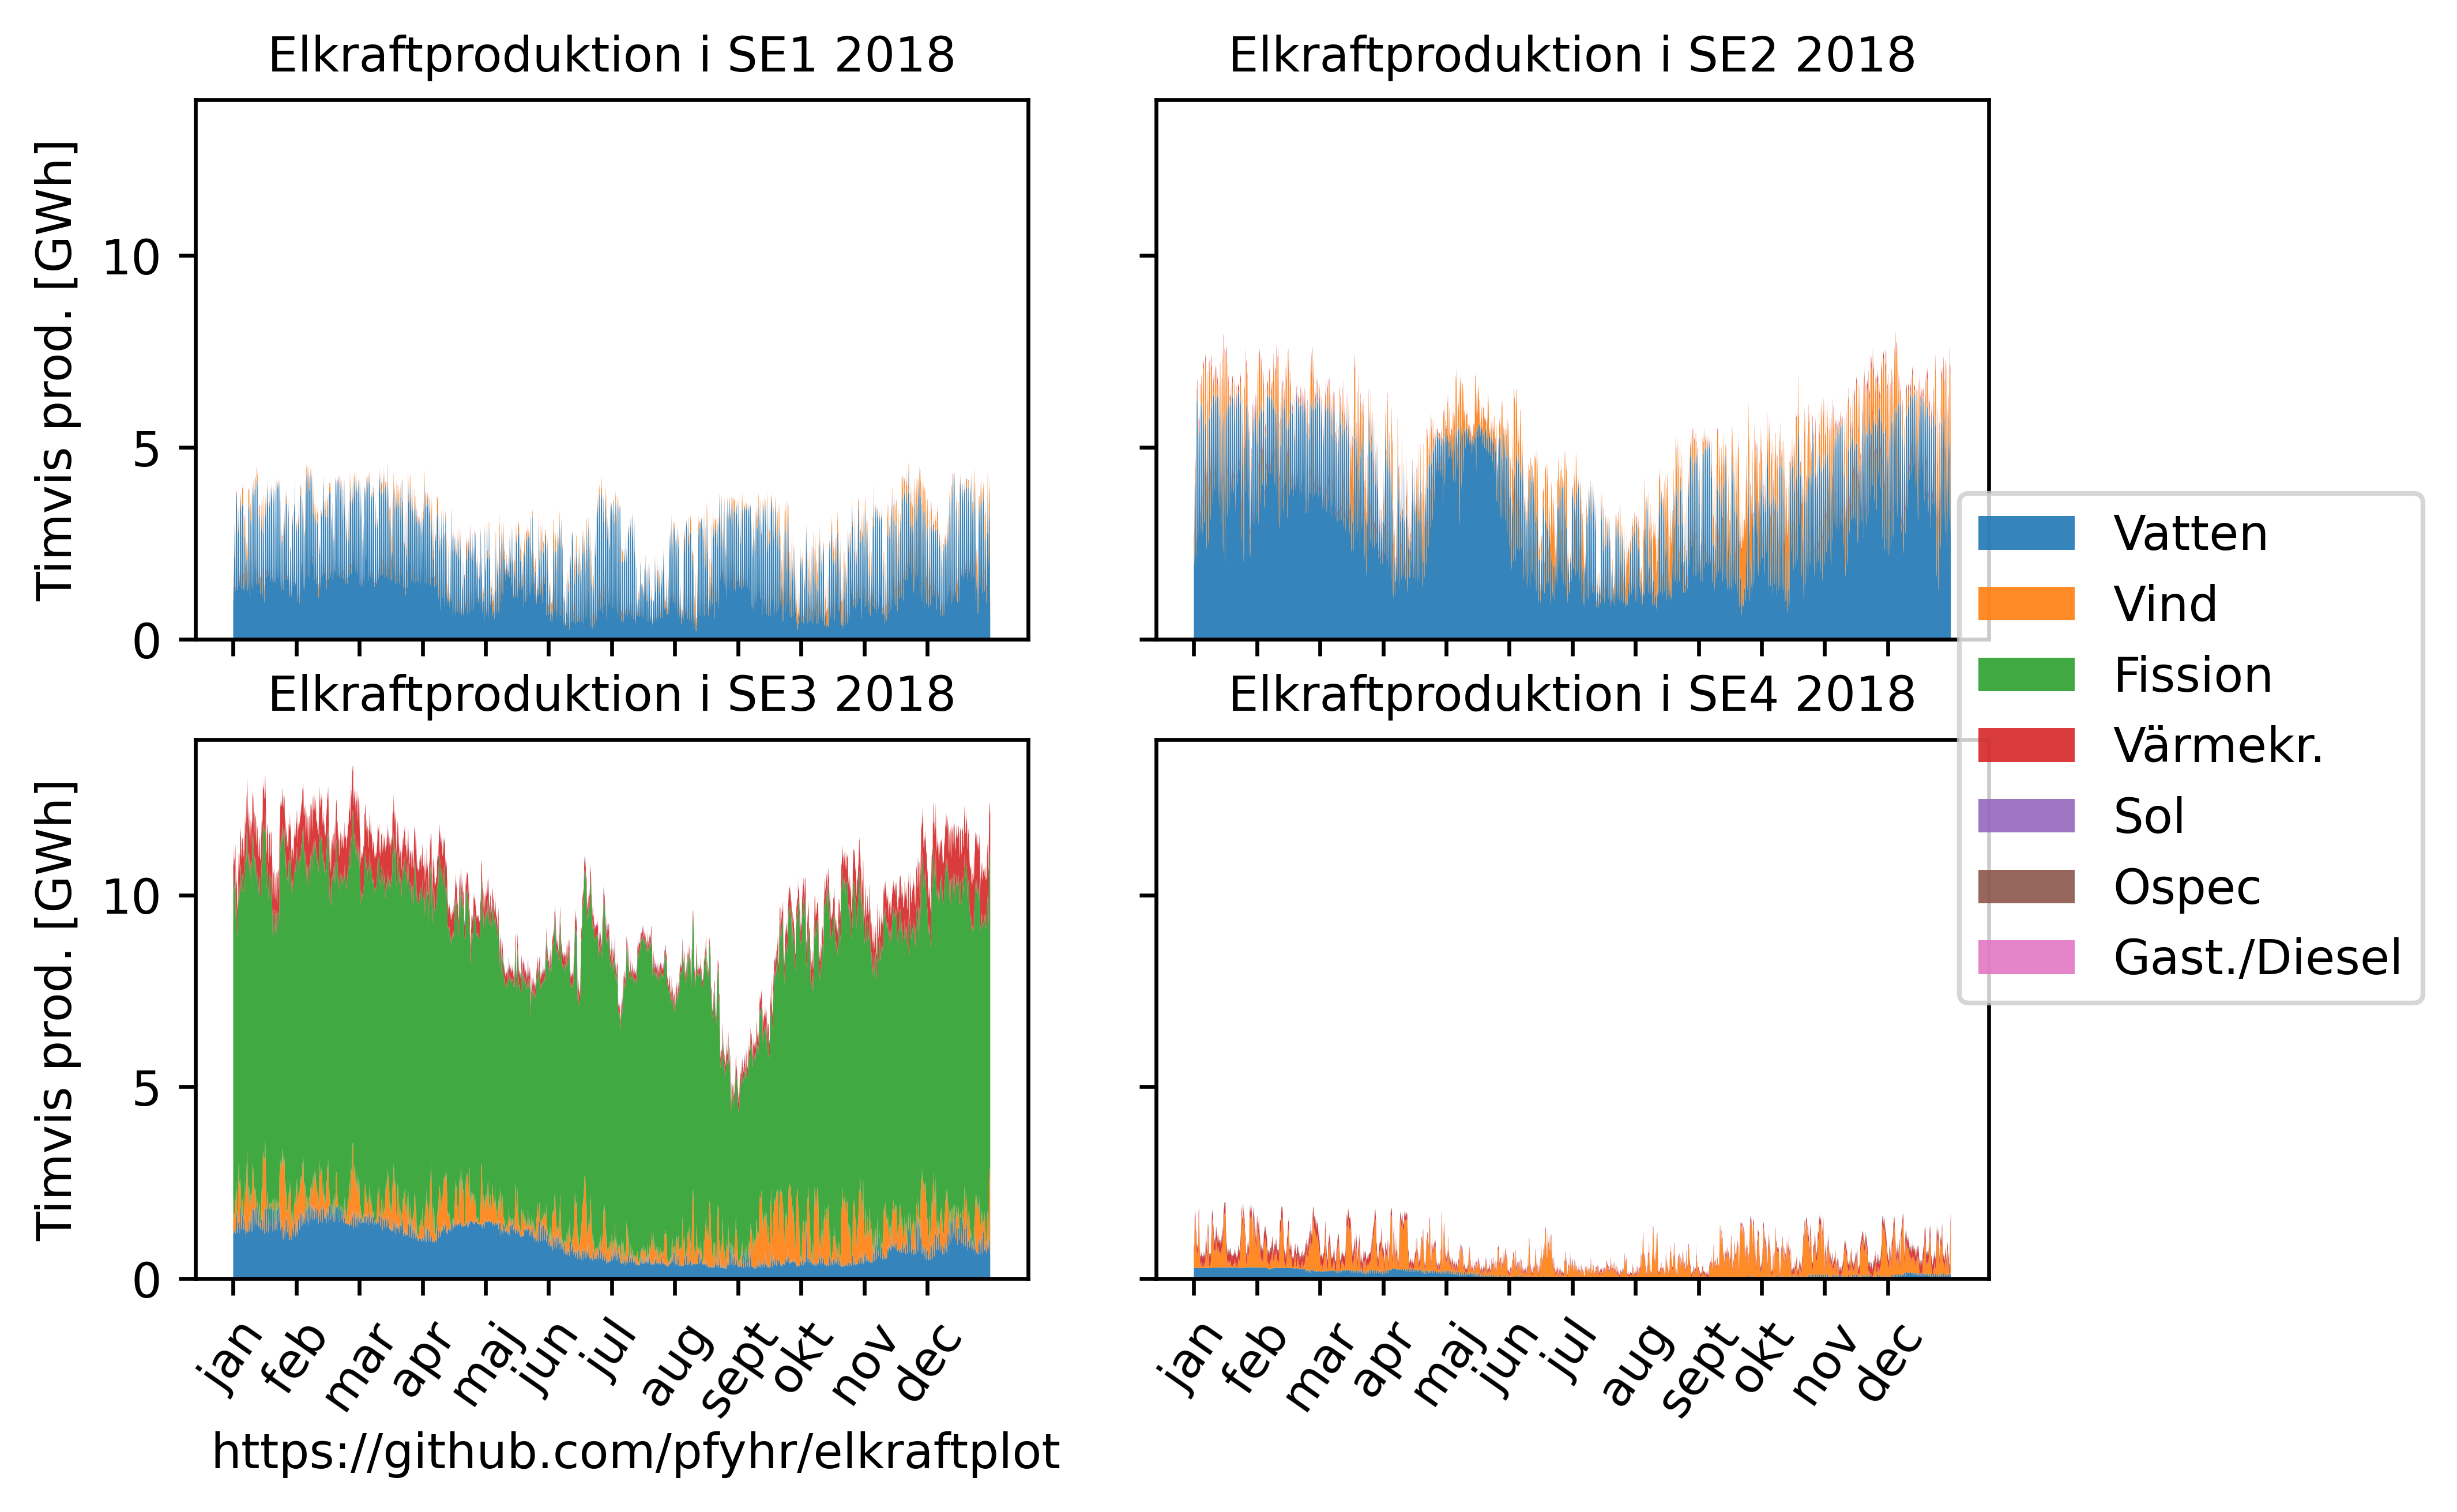 Elkraftproduktion i SE1 2018
Elkraftproduktion i SE2 2018
Timvis prod. [GWh]
10
5
0
Vatten
Vind
Fission
Värmekr.
Sol
Ospec
Gast./Diesel
Elkraftproduktion i SE3 2018
Elkraftproduktion i SE4 2018
Timvis prod. [GWh]
10
5
0
jan feb mar apr maj jun jul aug sept okt nov dec
jan feb mar apr maj jun jul aug sept okt nov dec
https://github.com/pfyhr/elkraftplot